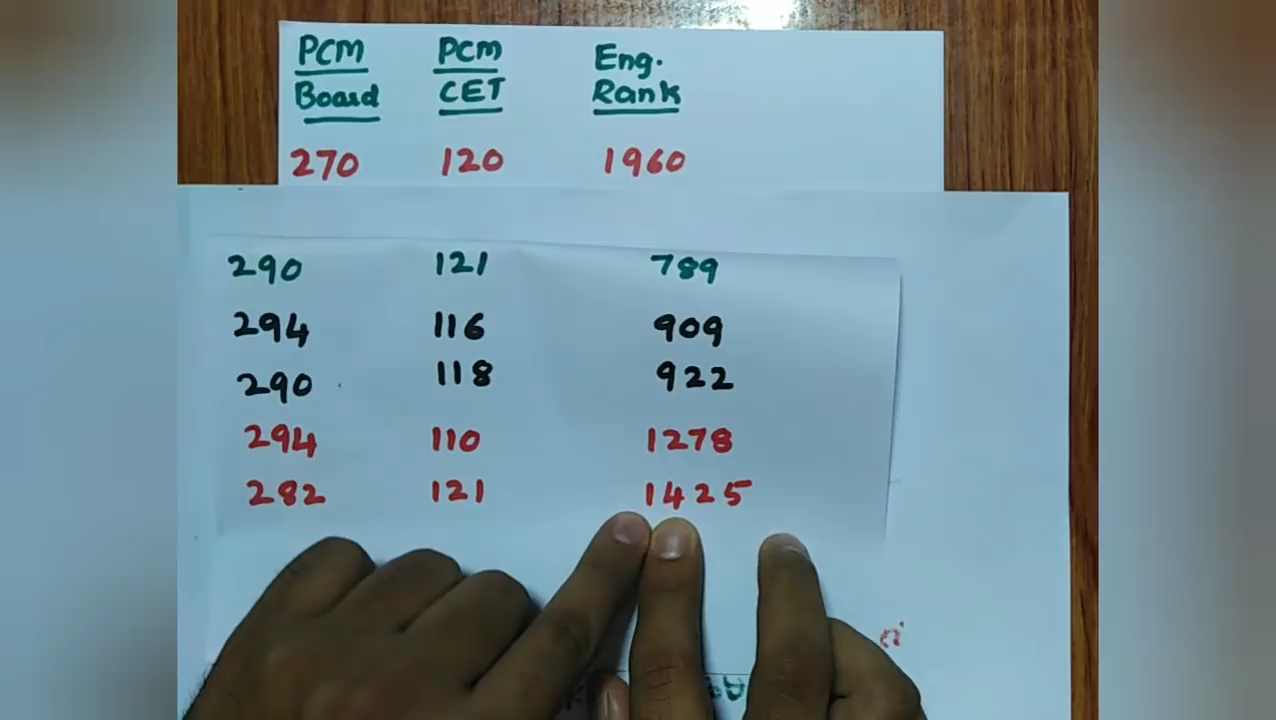 PCM PCM Eng.
Board CET Rank
270 120 1960
290 121 789
294 116 909
290 118 922
294 110 1278
282 121 1425